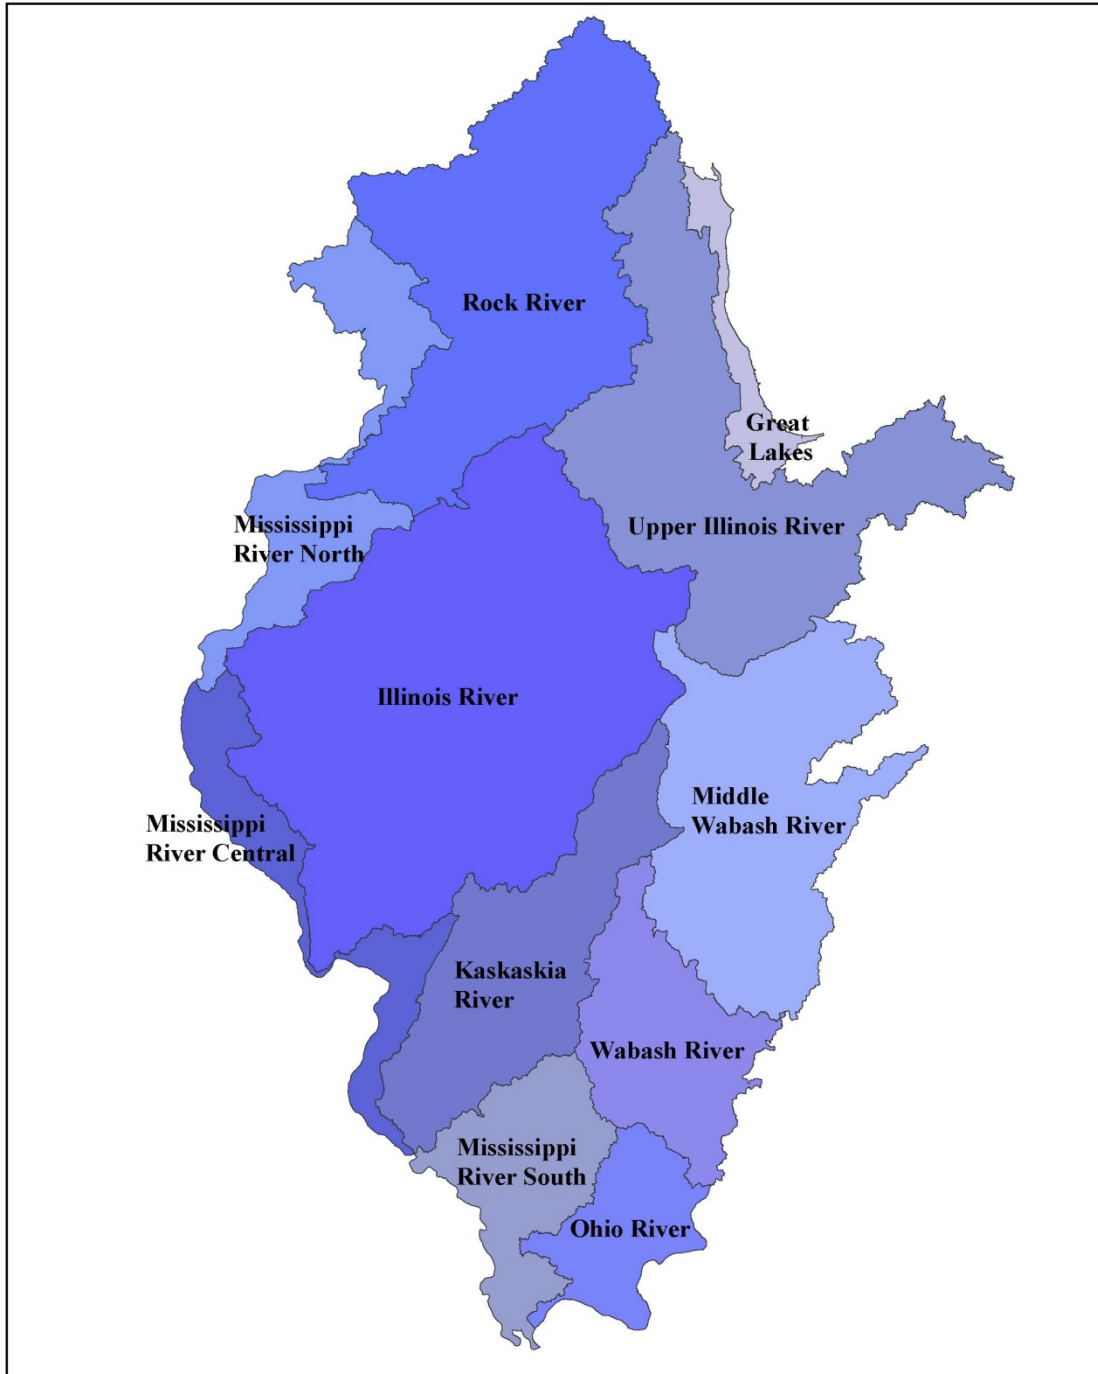 Rock River
Great
Lakes
Mississippi
River North
Upper Illinois River
Illinois River
Middle
Wabash River
Mississippi
River Central
Kaskaskia
River
Wabash River
Mississippi
River South
Ohio River